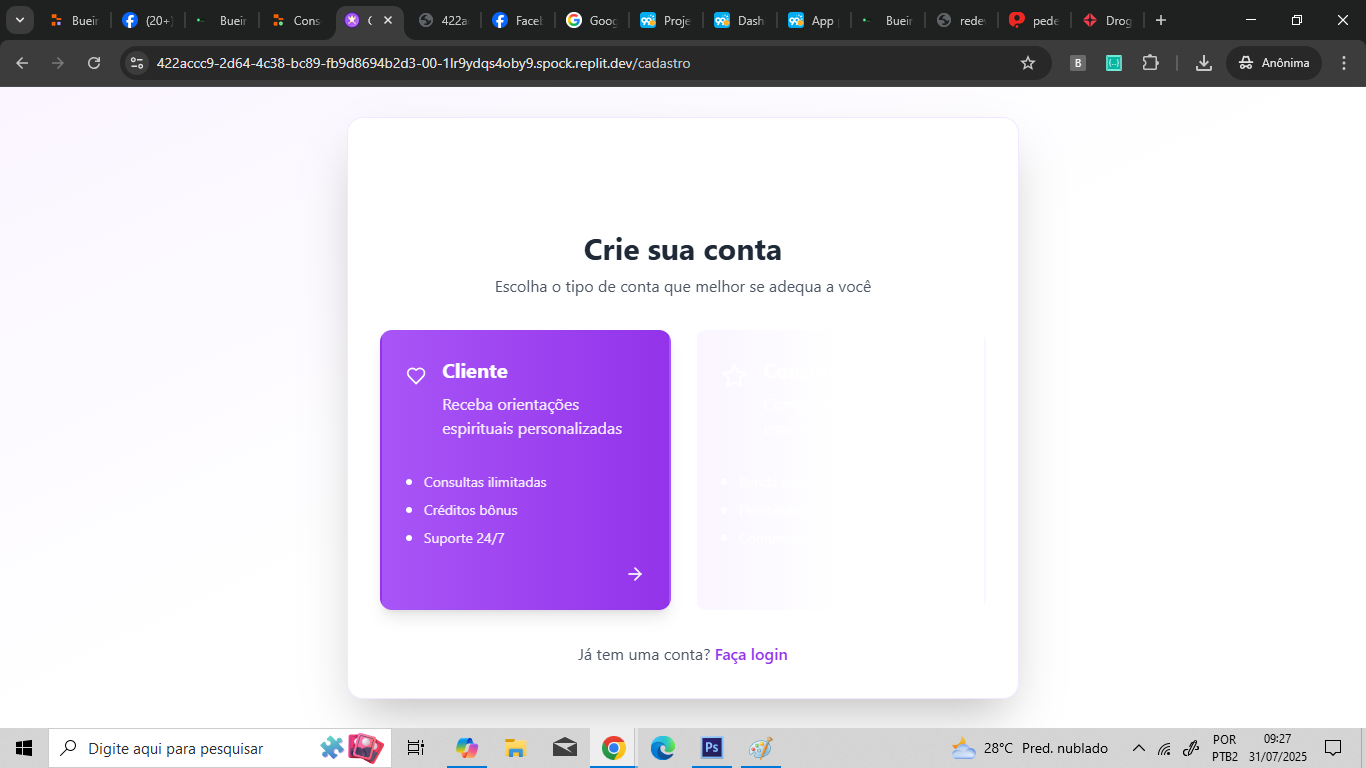 Bueir
(20+)
Bueir
Cons
C
422a
Facel
Goog
Proje
Dash
App
Bueir
rede
pede
Drog
422accc9-2d64-4c38-bc89-fb9d8694b2d3-00-1lr9ydqs4oby9.spock.replit.dev/cadastro
B
{..}
Anônima
Crie sua conta
Escolha o tipo de conta que melhor se adequa a você
Cliente
Receba orientações
espirituais personalizadas
Consultas ilimitadas
Créditos bônus
Suporte 24/7
Já tem uma conta? Faça login
Digite aqui para pesquisar
Ps
28°C Pred. nublado
POR
PTB2
09:27
31/07/2025